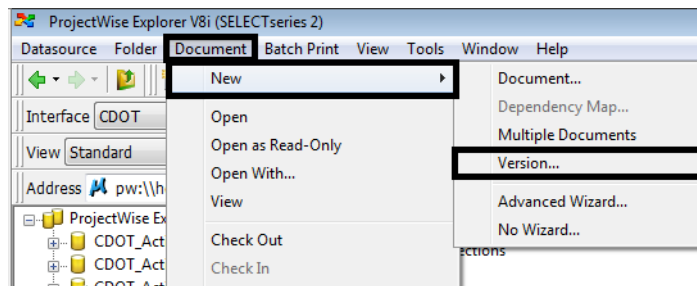 ProjectWise Explorer V8i (SELECTseries 2)
Datasource Folder Document Batch Print View Tools Window Help
New
Document...
Dependency Map...
Multiple Documents
Version...
Advanced Wizard...
No Wizard...
Interface CDOT
Open
Open as Read-Only
View Standard
Open With...
Address pw:\\h
View
ProjectWise Ex
CDOT_Act
Check Out
CDOT_Act
Check In
CDOT_Act